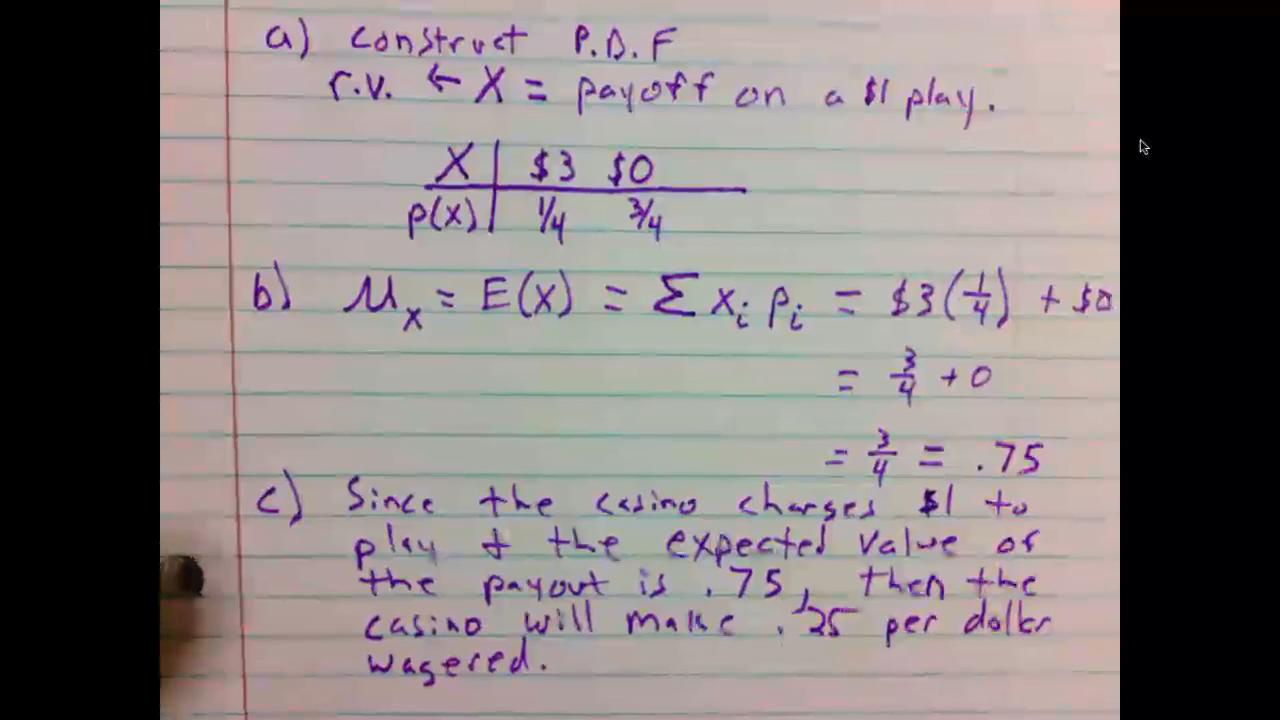 a) construct P.D.F
r.v. ← X = payoff on a $1 play.
X | $3 $0
p(x) | 1/4 3/4
b) μx = E(X) = Σ xi pi = $3(1/4) + $0
= 3/4 + 0
= 3/4 = .75
c) Since the casino charges $1 to
play & the expected value of
the payout is .75, then the
casino will make .25 per dollar
wagered.